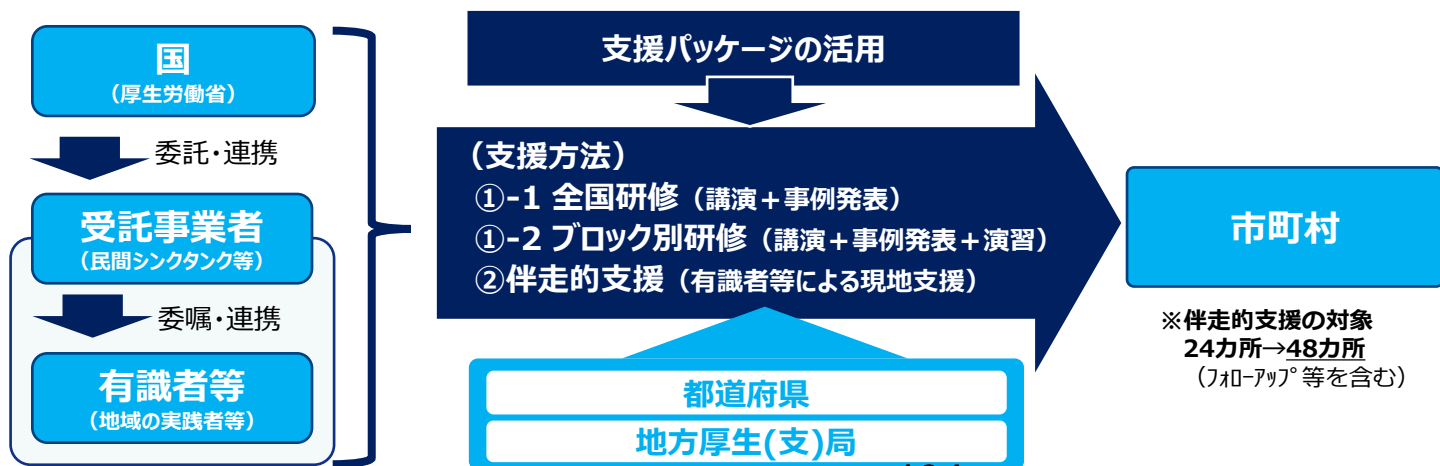 国
（厚生労働省）
委託・連携
受託事業者
（民間シンクタンク等）
委嘱・連携
有識者等
（地域の実践者等）
支援パッケージの活用
（支援方法）
①-1 全国研修（講演＋事例発表）
①-2 ブロック別研修（講演＋事例発表＋演習）
②伴走的支援（有識者等による現地支援）
都道府県
地方厚生(支)局
市町村
※伴走的支援の対象
24カ所→48カ所
（ﾌｫﾛｰｱｯﾌﾟ等を含む）